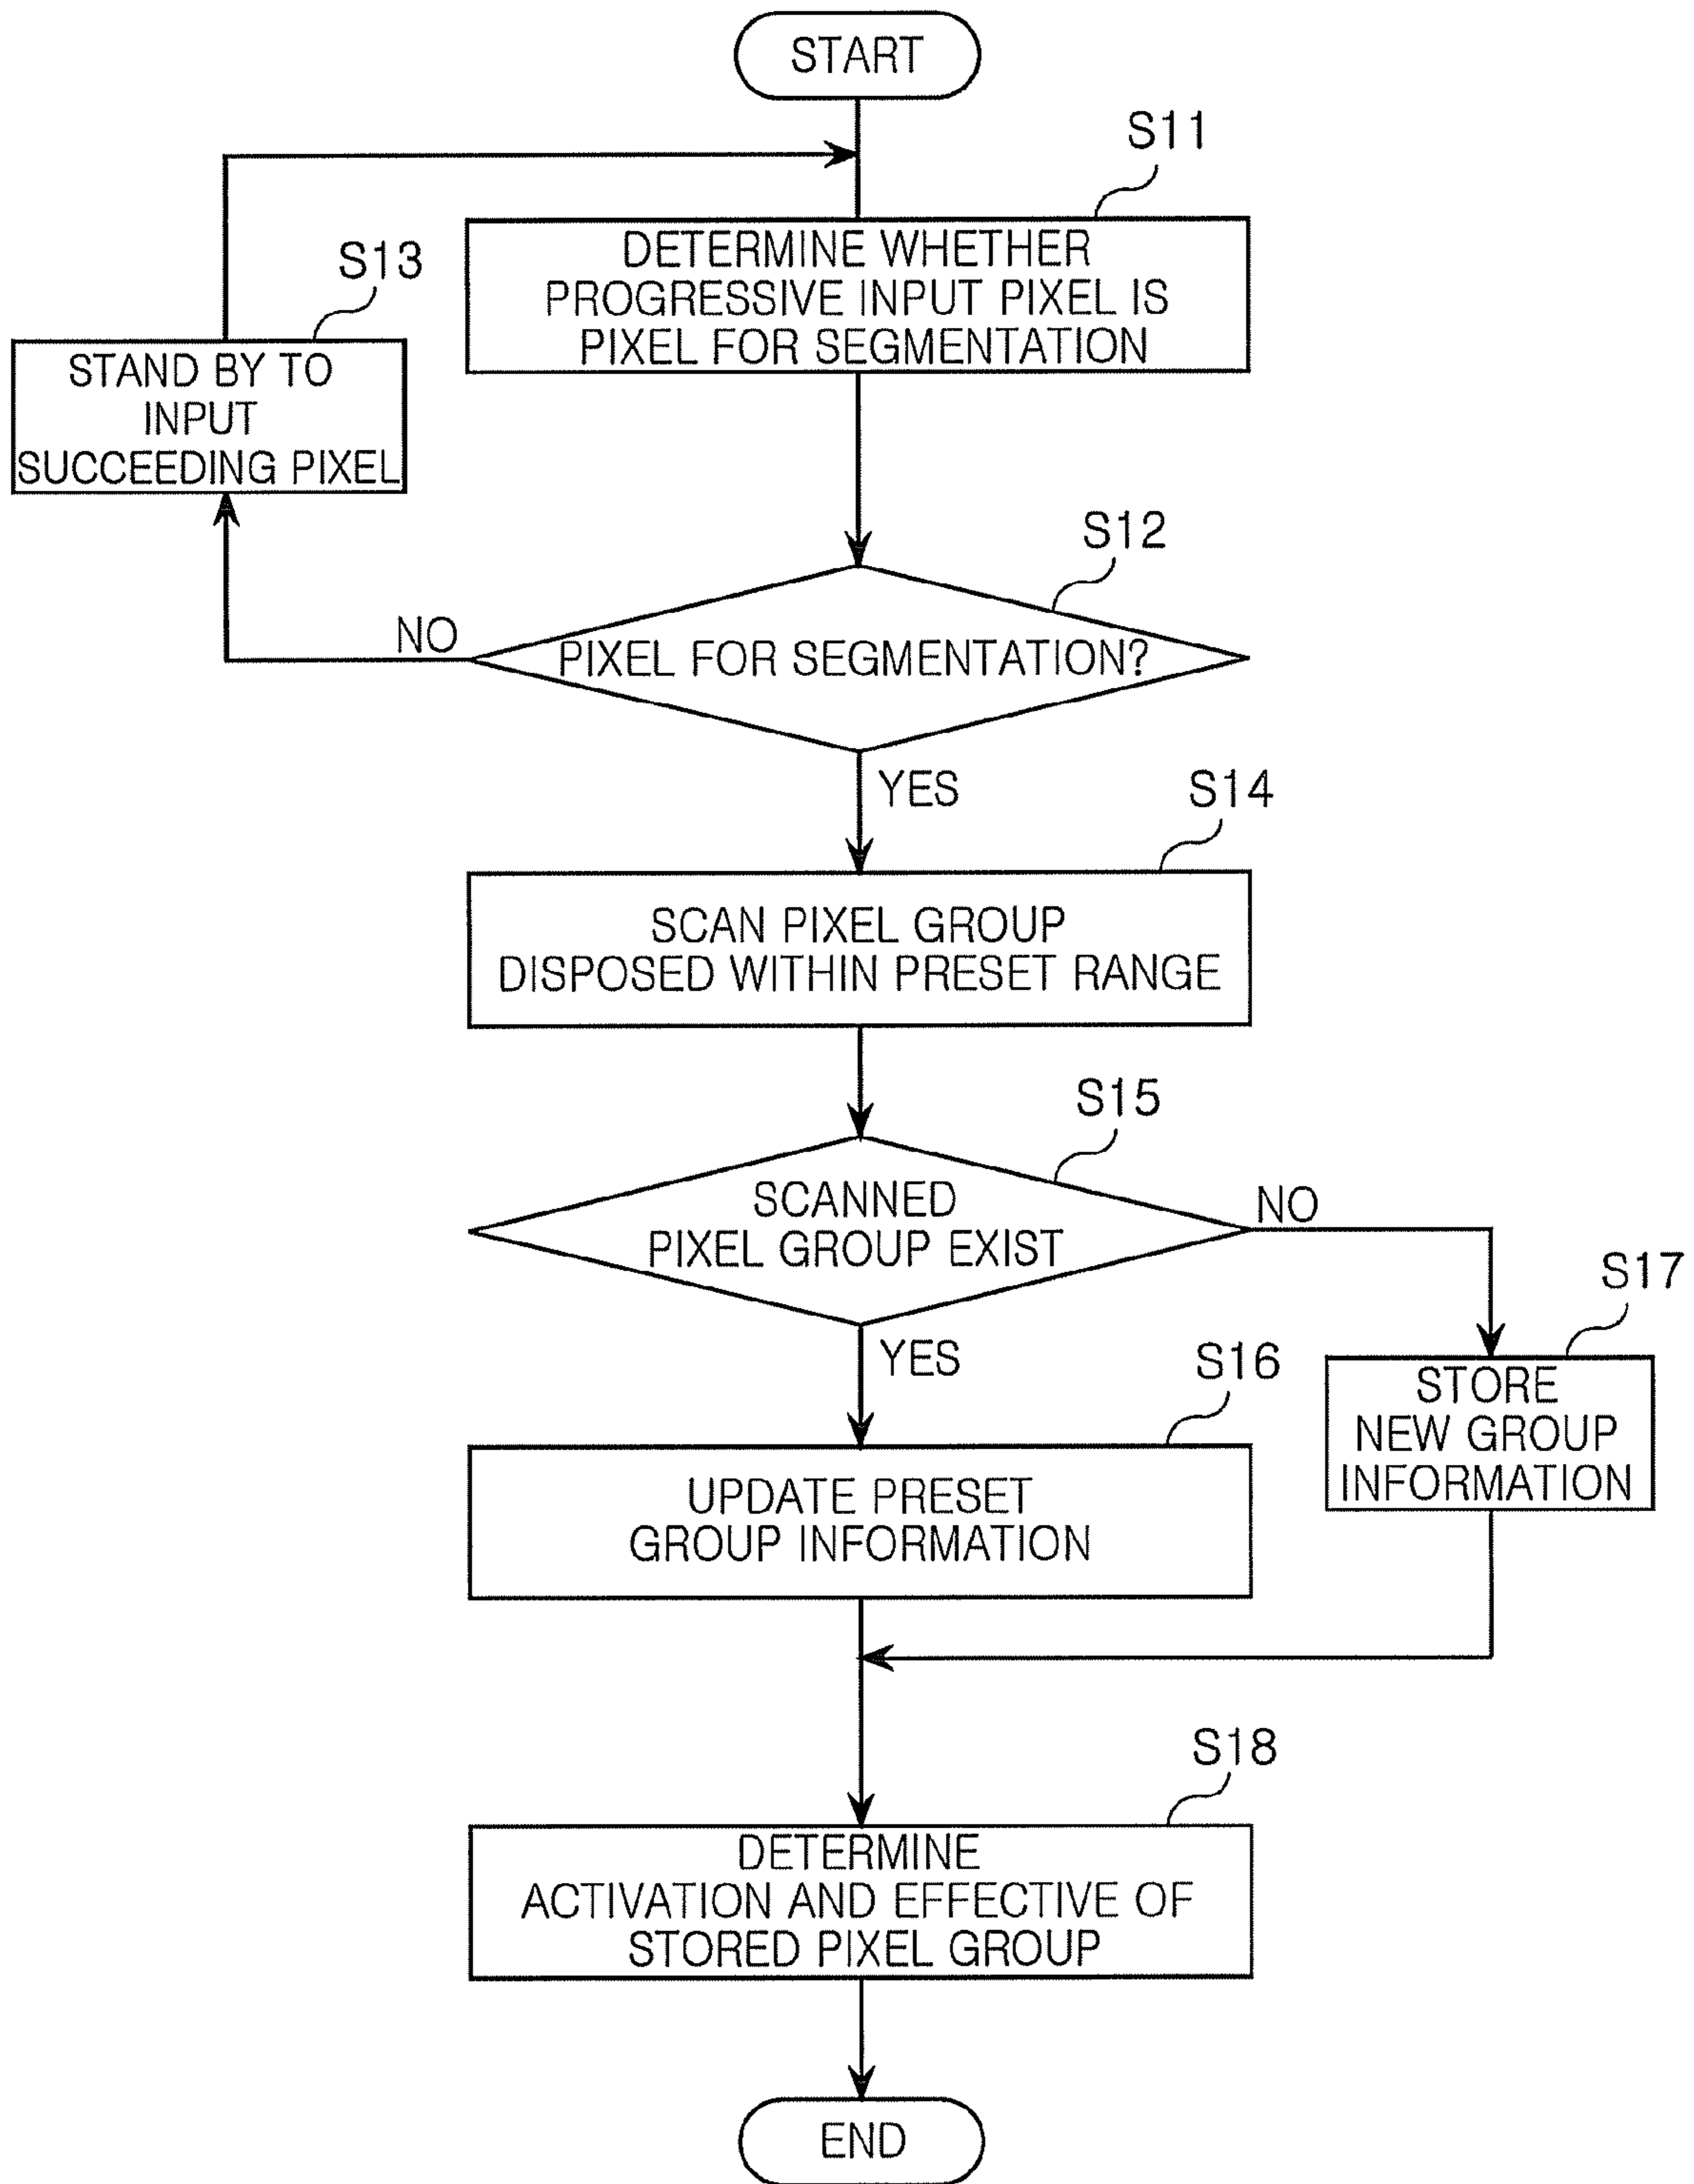 START
S11
DETERMINE WHETHER
PROGRESSIVE INPUT PIXEL IS
PIXEL FOR SEGMENTATION
S13
STAND BY TO
INPUT
SUCCEEDING PIXEL
S12
PIXEL FOR SEGMENTATION?
NO
YES
S14
SCAN PIXEL GROUP
DISPOSED WITHIN PRESET RANGE
S15
SCANNED
PIXEL GROUP EXIST
NO
YES
S17
STORE
NEW GROUP
INFORMATION
S16
UPDATE PRESET
GROUP INFORMATION
S18
DETERMINE
ACTIVATION AND EFFECTIVE OF
STORED PIXEL GROUP
END